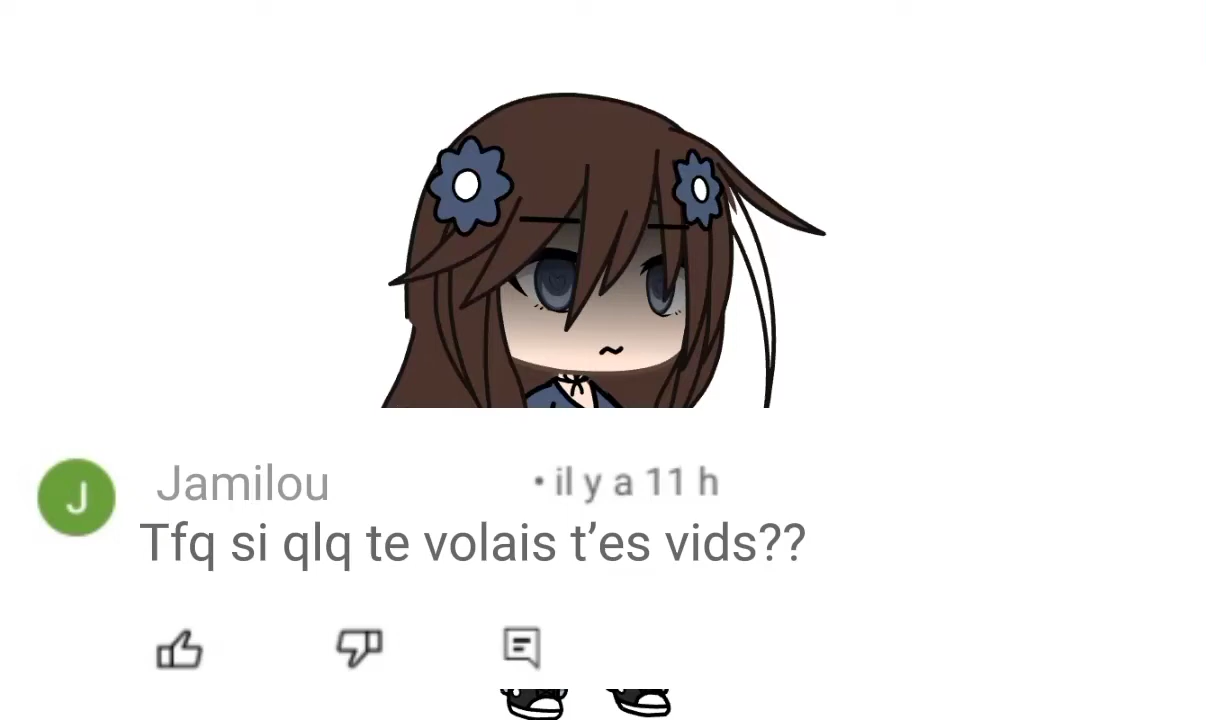 J
Jamilou • il y a 11 h
Tfq si qlq te volais t’es vids??